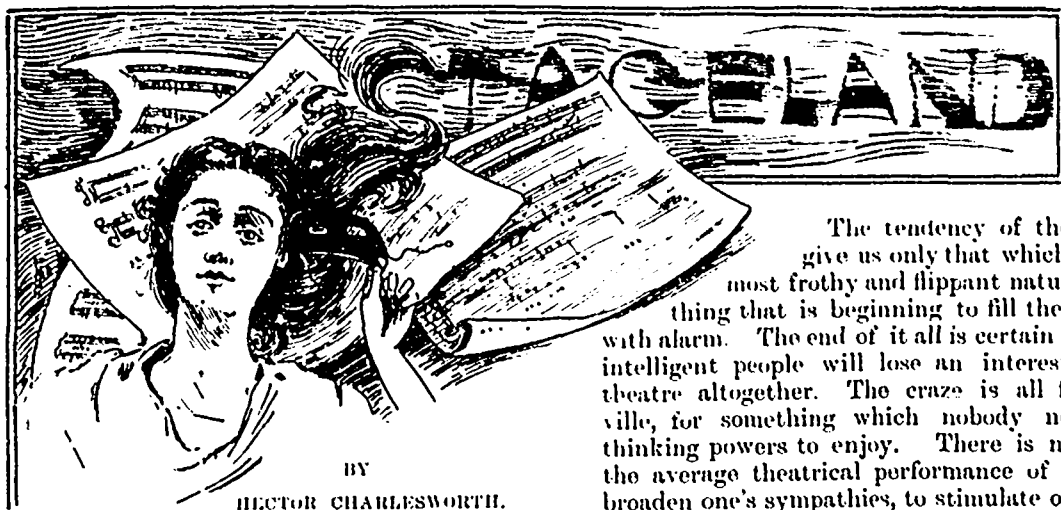 STAGELAND
BY
HECTOR CHARLESWORTH.
The tendency of th
give us only that which
most frothy and flippant natu
thing that is beginning to fill the
with alarm. The end of it all is certain
intelligent people will lose an interes
theatre altogether. The craze is all f
ville, for something which nobody n
thinking powers to enjoy. There is n
the average theatrical performance of
broaden one's sympathies, to stimulate o